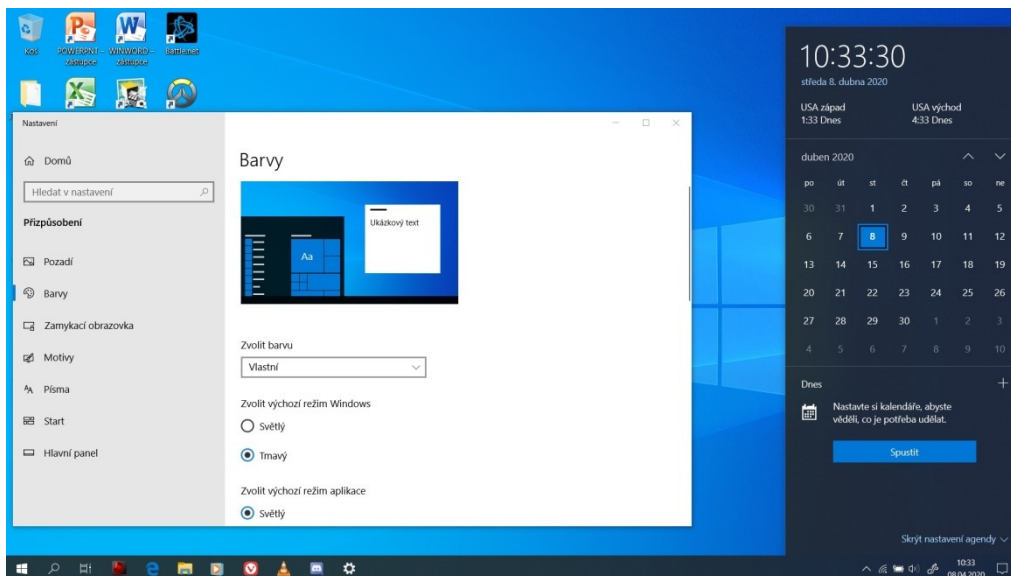 Koš
POWERPNT – zástupce
WINWORD – zástupce
Battle.net
Nastavení
Domů
Hledat v nastavení
Přizpůsobení
Pozadí
Barvy
Zamykací obrazovka
Motivy
Písma
Start
Hlavní panel
Barvy
Ukázkový text
Aa
Zvolit barvu
Vlastní
Zvolit výchozí režim Windows
Světlý
Tmavý
Zvolit výchozí režim aplikace
Světlý
10:33:30
středa 8. dubna 2020
USA západ USA východ
1:33 Dnes 4:33 Dnes
duben 2020
po út st čt pá so ne
30 31 1 2 3 4 5
6 7 8 9 10 11 12
13 14 15 16 17 18 19
20 21 22 23 24 25 26
27 28 29 30 1 2 3
4 5 6 7 8 9 10
Dnes
Nastavte si kalendáře, abyste
věděli, co je potřeba udělat.
Spustit
Skrýt nastavení agendy
10:33
08.04.2020